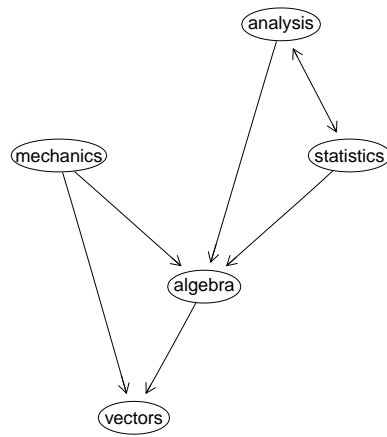 analysis
mechanics
statistics
algebra
vectors